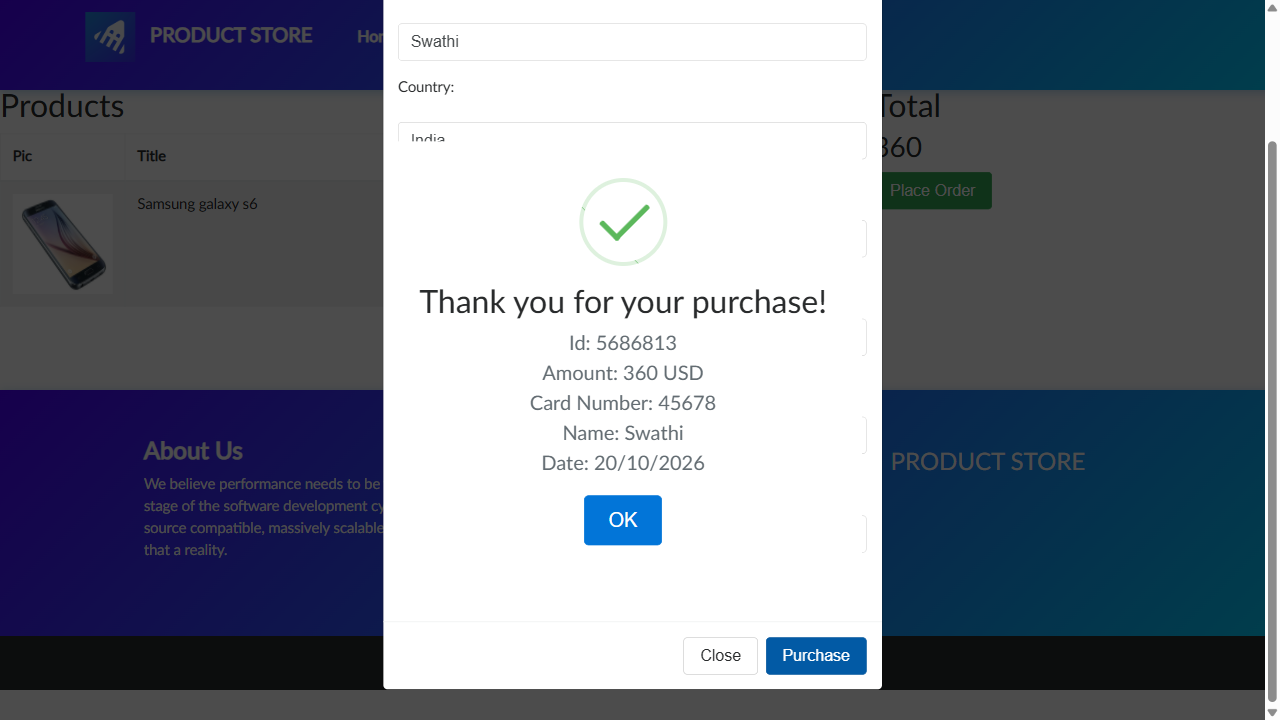 PRODUCT STORE
Hom
Swathi
Country:
India
Products
Pic
Title
Samsung galaxy s6
Total
360
Place Order
Thank you for your purchase!
Id: 5686813
Amount: 360 USD
Card Number: 45678
Name: Swathi
Date: 20/10/2026
OK
About Us
We believe performance needs to be
stage of the software development cy
source compatible, massively scalable
that a reality.
PRODUCT STORE
Close
Purchase